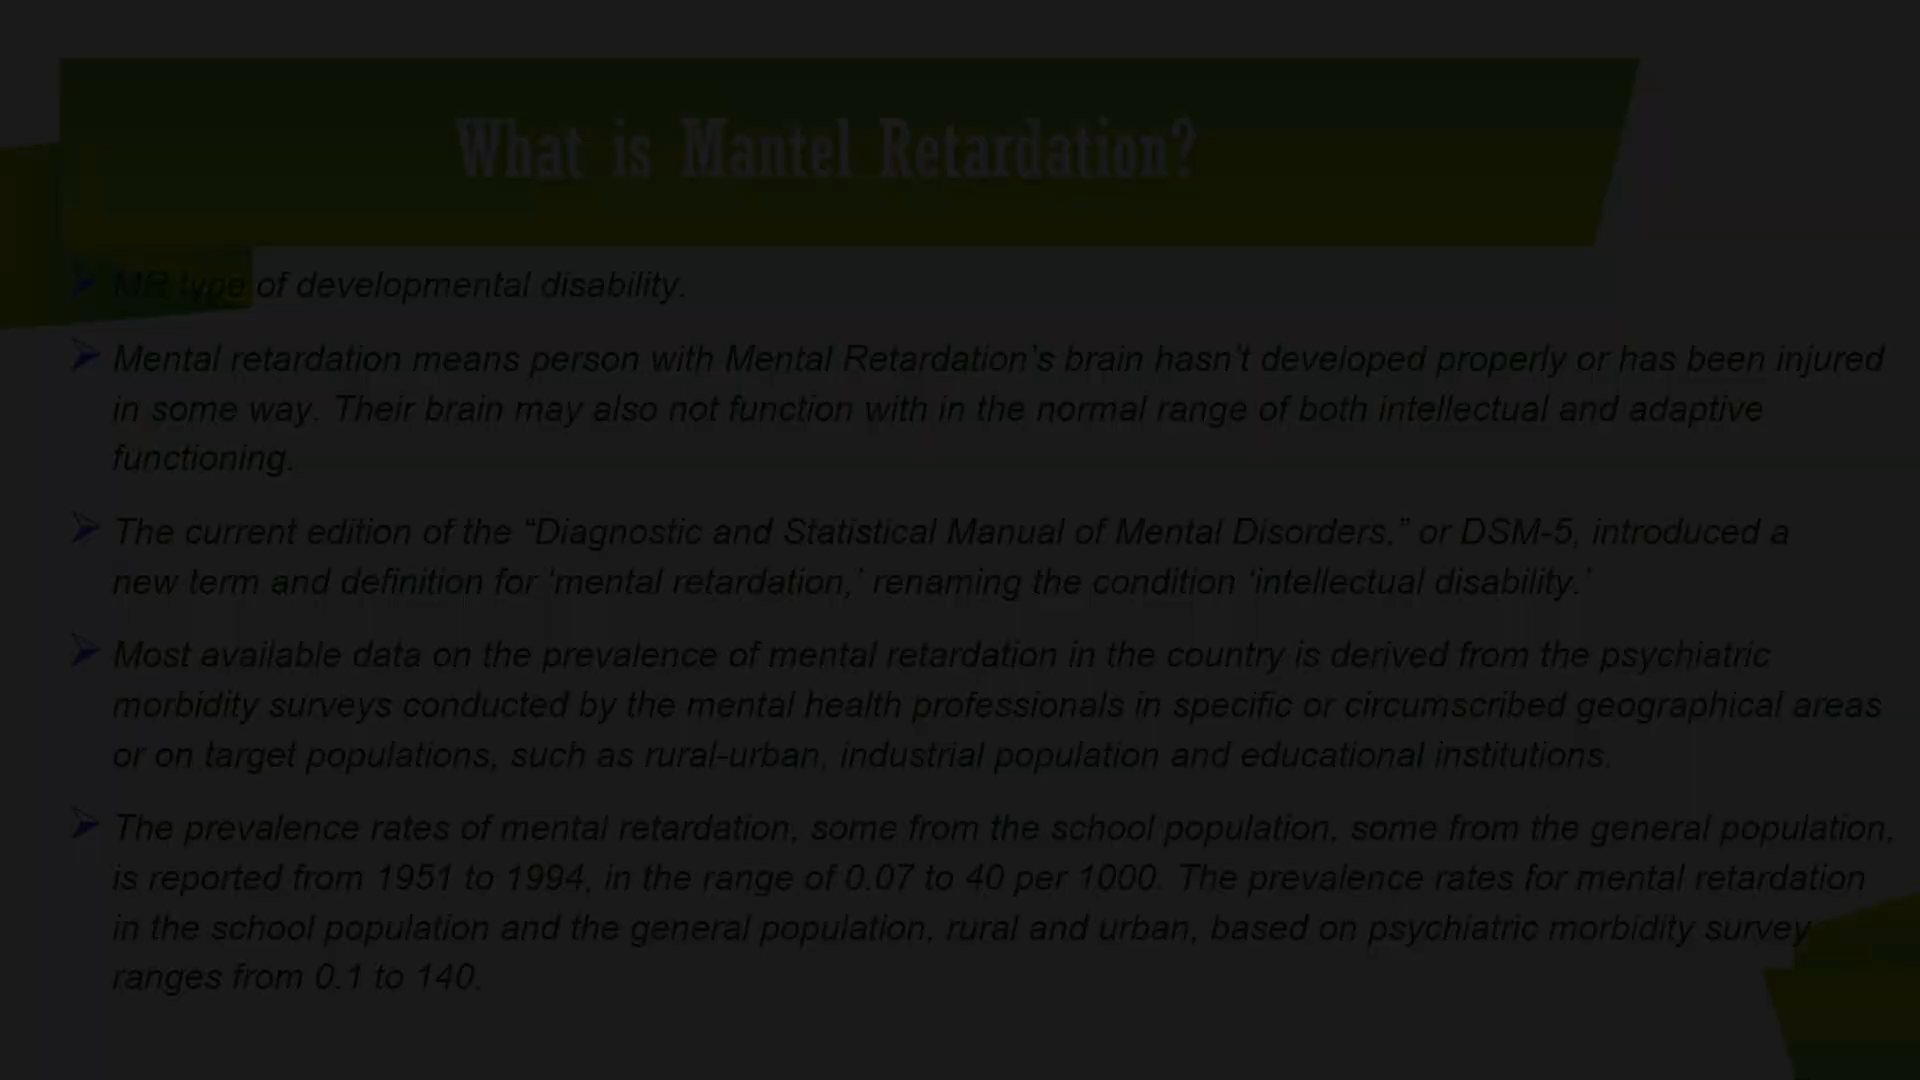 What is Mantel Retardation?
MR type of developmental disability.
Mental retardation means person with Mental Retardation’s brain hasn’t developed properly or has been injured
in some way. Their brain may also not function with in the normal range of both intellectual and adaptive
functioning.
The current edition of the “Diagnostic and Statistical Manual of Mental Disorders,” or DSM-5, introduced a
new term and definition for ‘mental retardation,’ renaming the condition ‘intellectual disability.’
Most available data on the prevalence of mental retardation in the country is derived from the psychiatric
morbidity surveys conducted by the mental health professionals in specific or circumscribed geographical areas
or on target populations, such as rural-urban, industrial population and educational institutions.
The prevalence rates of mental retardation, some from the school population, some from the general population,
is reported from 1951 to 1994, in the range of 0.07 to 40 per 1000. The prevalence rates for mental retardation
in the school population and the general population, rural and urban, based on psychiatric morbidity survey
ranges from 0.1 to 140.